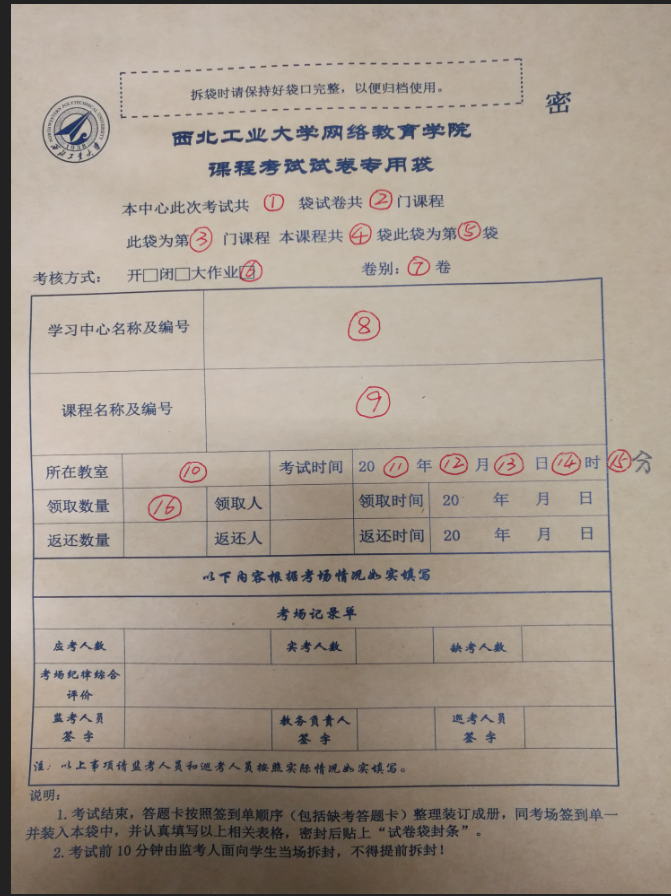 拆袋时请保持好袋口完整，以便归档使用。
密
NORTHWESTERN POLYTECHNICAL UNIVERSITY
1938
西北工业大学
西北工业大学网络教育学院
课程考试试卷专用袋
本中心此次考试共 ① 袋试卷共 ② 门课程
此袋为第 ③ 门课程 本课程共 ④ 袋此袋为第 ⑤ 袋
考核方式： 开□闭□大作业□⑥ 卷别：⑦ 卷
学习中心名称及编号 ⑧
课程名称及编号 ⑨
所在教室 ⑩ 考试时间 20 ⑪ 年 ⑫ 月 ⑬ 日 ⑭ 时 ⑮ 分
领取数量 ⑯ 领取人 领取时间 20 年 月 日
返还数量 返还人 返还时间 20 年 月 日
以下内容根据考场情况如实填写
考场记录单
应考人数 实考人数 缺考人数
考场纪律综合
评价
监考人员 教务负责人 巡考人员
签 字 签 字 签 字
注：以上事项请监考人员和巡考人员按照实际情况如实填写。
说明：
1. 考试结束，答题卡按照签到单顺序（包括缺考答题卡）整理装订成册，同考场签到单一
并装入本袋中，并认真填写以上相关表格，密封后贴上“试卷袋封条”。
2. 考试前 10 分钟由监考人面向学生当场拆封，不得提前拆封！